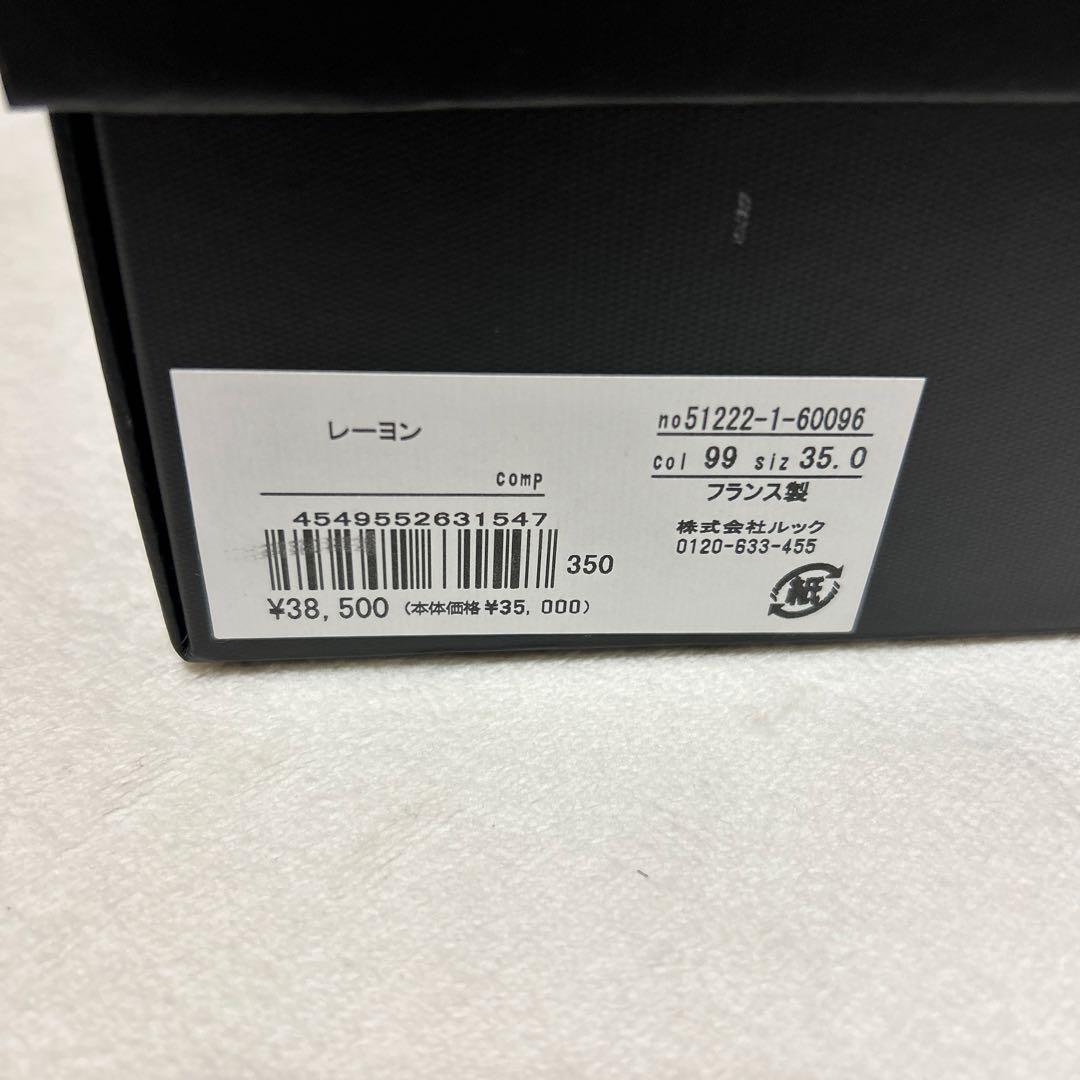 レーヨン
comp
4549552631547
350
¥38,500 (本体価格¥35,000)
no51222-1-60096
col 99 siz 35.0
フランス製
株式会社ルック
0120-633-455
紙